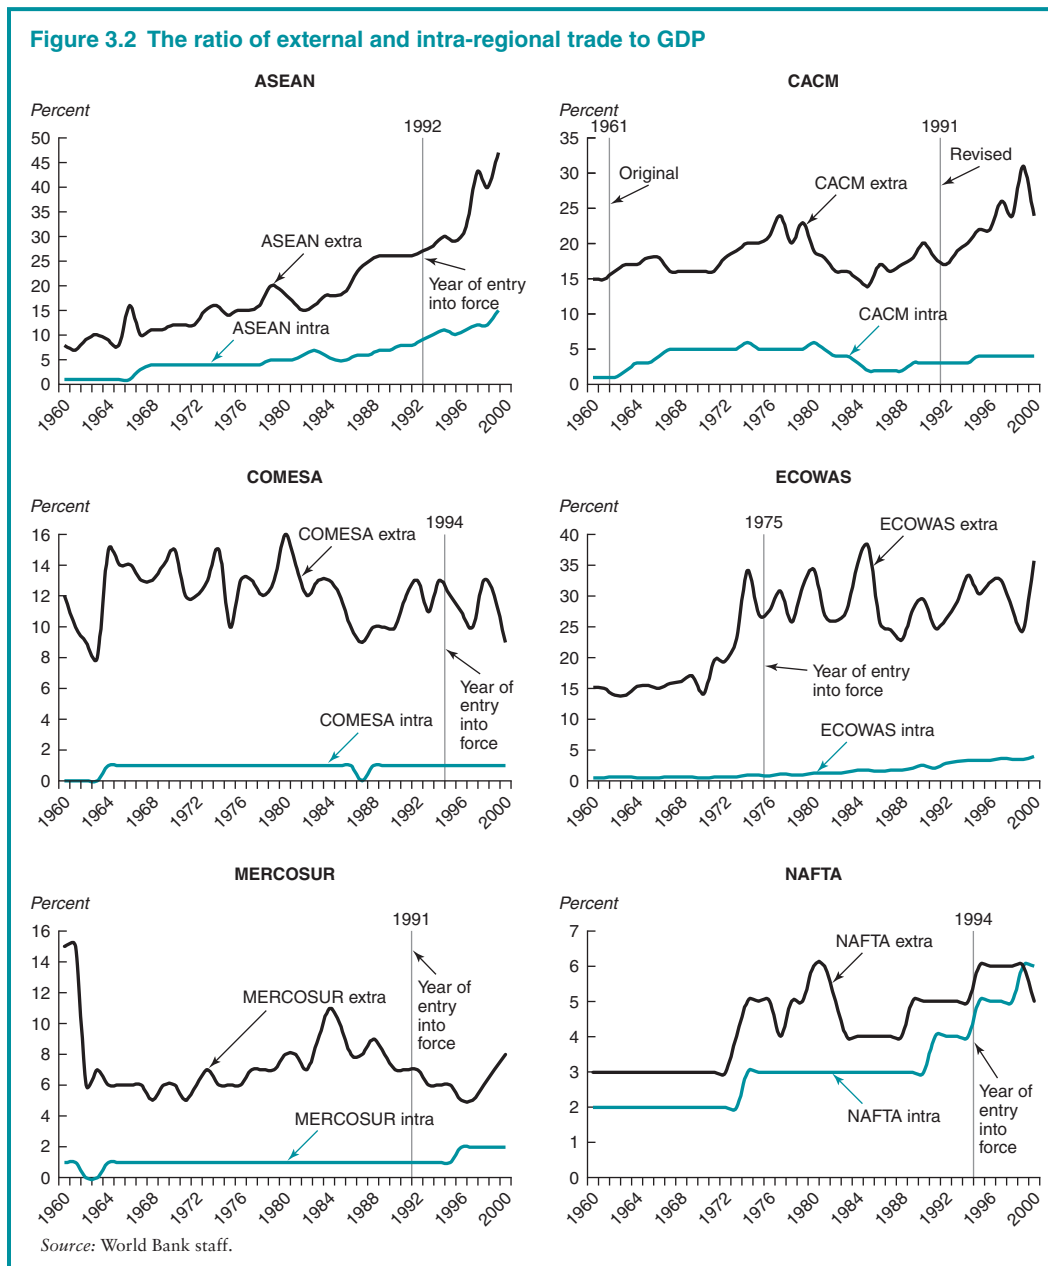 Figure 3.2 The ratio of external and intra-regional trade to GDP
ASEAN
Percent
1992
50
45
40
35
30
25
20
15
10
5
0
ASEAN extra
Year of entry
into force
ASEAN intra
1960 1964 1968 1972 1976 1980 1984 1988 1992 1996 2000
CACM
Percent
1961
1991
35
30
25
20
15
10
5
0
Original
Revised
CACM extra
CACM intra
1960 1964 1968 1972 1976 1980 1984 1988 1992 1996 2000
COMESA
Percent
1994
16
14
12
10
8
6
4
2
0
COMESA extra
Year of
entry
into
force
COMESA intra
1960 1964 1968 1972 1976 1980 1984 1988 1992 1996 2000
ECOWAS
Percent
1975
40
35
30
25
20
15
10
5
0
ECOWAS extra
Year of entry
into force
ECOWAS intra
1960 1964 1968 1972 1976 1980 1984 1988 1992 1996 2000
MERCOSUR
Percent
1991
16
14
12
10
8
6
4
2
0
MERCOSUR extra
Year of
entry
into
force
MERCOSUR intra
1960 1964 1968 1972 1976 1980 1984 1988 1992 1996 2000
NAFTA
Percent
1994
7
6
5
4
3
2
1
0
NAFTA extra
NAFTA intra
Year of
entry
into
force
1960 1964 1968 1972 1976 1980 1984 1988 1992 1996 2000
Source: World Bank staff.